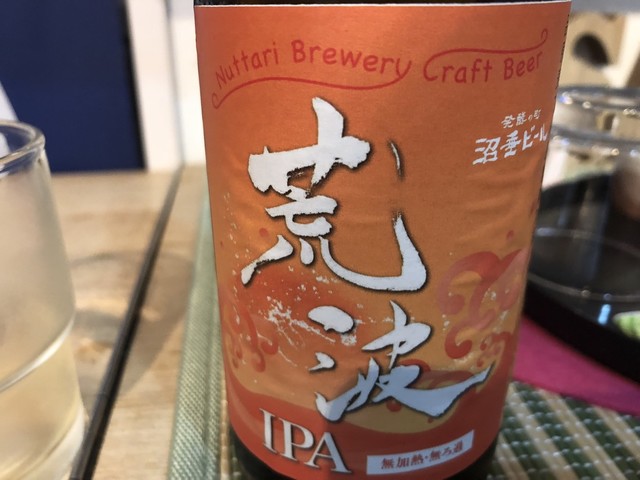 Nuttari Brewery Craft Beer
発酵の町
沼垂ビール
荒波
IPA
無加熱・無ろ過